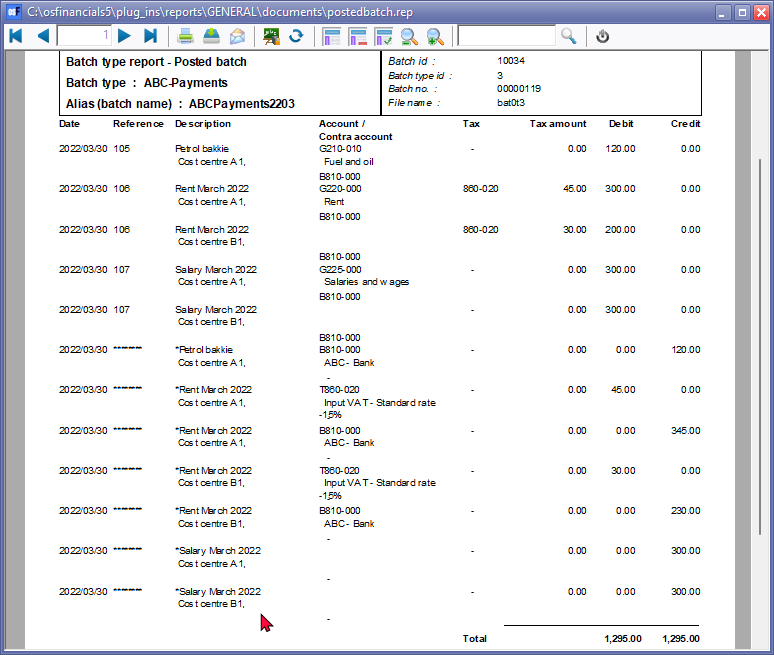 C:\osfinancials5\plug_ins\reports\GENERAL\documents\postedbatch.rep
1
Batch type report - Posted batch
Batch type : ABC-Payments
Alias (batch name) : ABCPayments2203
Batch id : 10034
Batch type id : 3
Batch no. : 00000119
File name : bat0t3
Date Reference Description Account / Tax Tax amount Debit Credit
Contra account
2022/03/30 105 Petrol bakkie G210-010 - 0.00 120.00 0.00
Cost centre A1, Fuel and oil
B810-000
2022/03/30 106 Rent March 2022 G220-000 860-020 45.00 300.00 0.00
Cost centre A1, Rent
B810-000
2022/03/30 106 Rent March 2022 860-020 30.00 200.00 0.00
Cost centre B1,
B810-000
2022/03/30 107 Salary March 2022 G225-000 - 0.00 300.00 0.00
Cost centre A1, Salaries and wages
B810-000
2022/03/30 107 Salary March 2022 - 0.00 300.00 0.00
Cost centre B1,
B810-000
2022/03/30 ******** *Petrol bakkie B810-000 - 0.00 0.00 120.00
Cost centre A1, ABC - Bank
-
2022/03/30 ******** *Rent March 2022 T860-020 - 0.00 45.00 0.00
Cost centre A1, Input VAT - Standard rate
-15%
2022/03/30 ******** *Rent March 2022 B810-000 - 0.00 0.00 345.00
Cost centre A1, ABC - Bank
-
2022/03/30 ******** *Rent March 2022 T860-020 - 0.00 30.00 0.00
Cost centre B1, Input VAT - Standard rate
-15%
2022/03/30 ******** *Rent March 2022 B810-000 - 0.00 0.00 230.00
Cost centre B1, ABC - Bank
-
2022/03/30 ******** *Salary March 2022 - 0.00 0.00 300.00
Cost centre A1,
-
2022/03/30 ******** *Salary March 2022 - 0.00 0.00 300.00
Cost centre B1,
-
Total 1,295.00 1,295.00